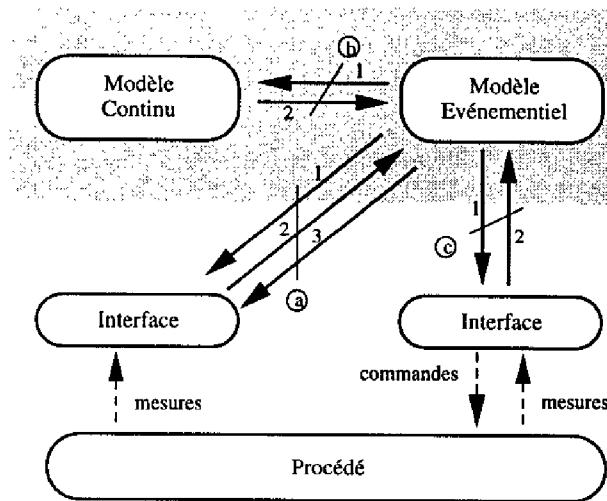 b
1
Modèle
Continu
Modèle
Evénementiel
2
1
2
3
1
c
2
a
Interface
Interface
commandes
mesures
mesures
Procédé